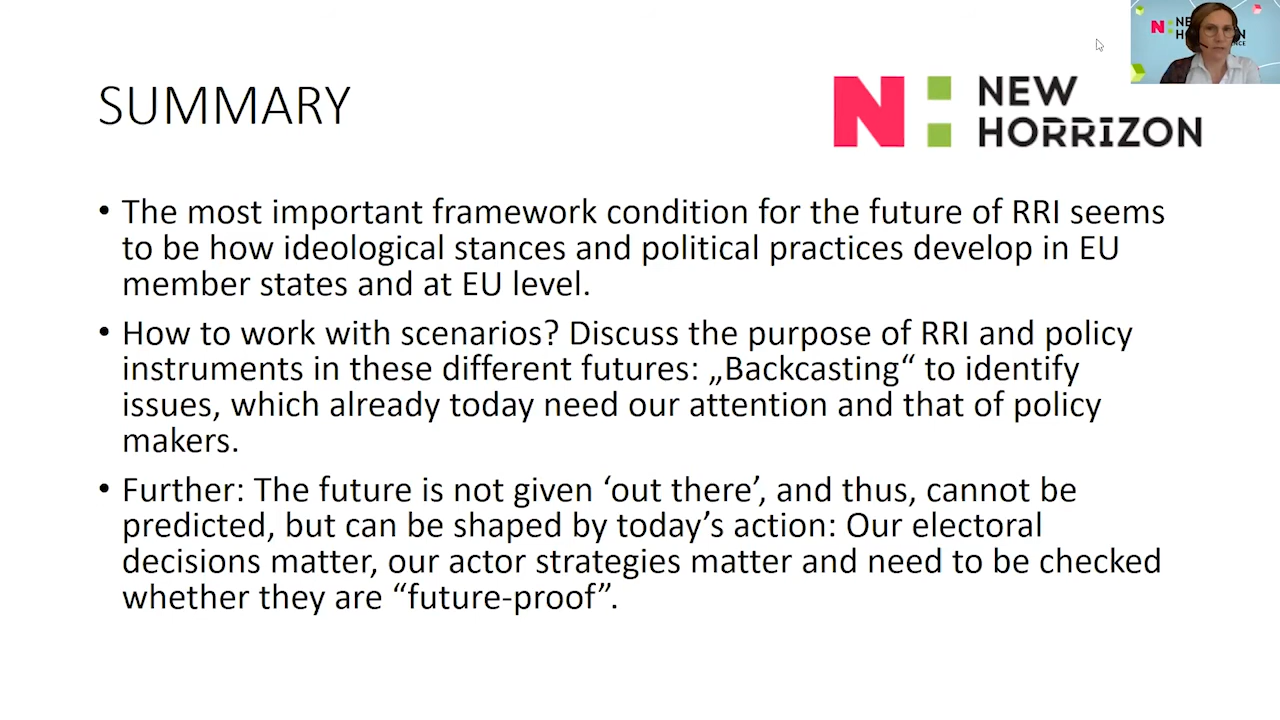 SUMMARY
NEW
HORRIZON
• The most important framework condition for the future of RRI seems
to be how ideological stances and political practices develop in EU
member states and at EU level.
• How to work with scenarios? Discuss the purpose of RRI and policy
instruments in these different futures: „Backcasting“ to identify
issues, which already today need our attention and that of policy
makers.
• Further: The future is not given ‘out there’, and thus, cannot be
predicted, but can be shaped by today’s action: Our electoral
decisions matter, our actor strategies matter and need to be checked
whether they are “future-proof”.